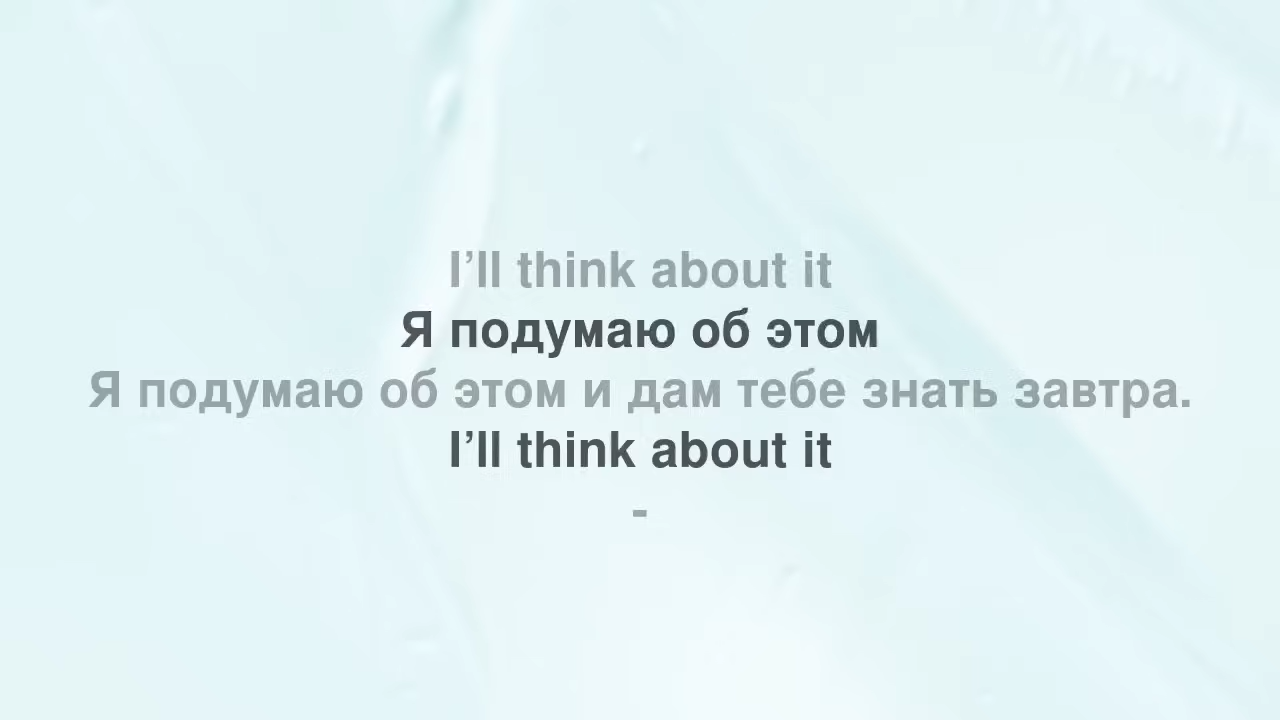 I’ll think about it
Я подумаю об этом
Я подумаю об этом и дам тебе знать завтра.
I’ll think about it
-